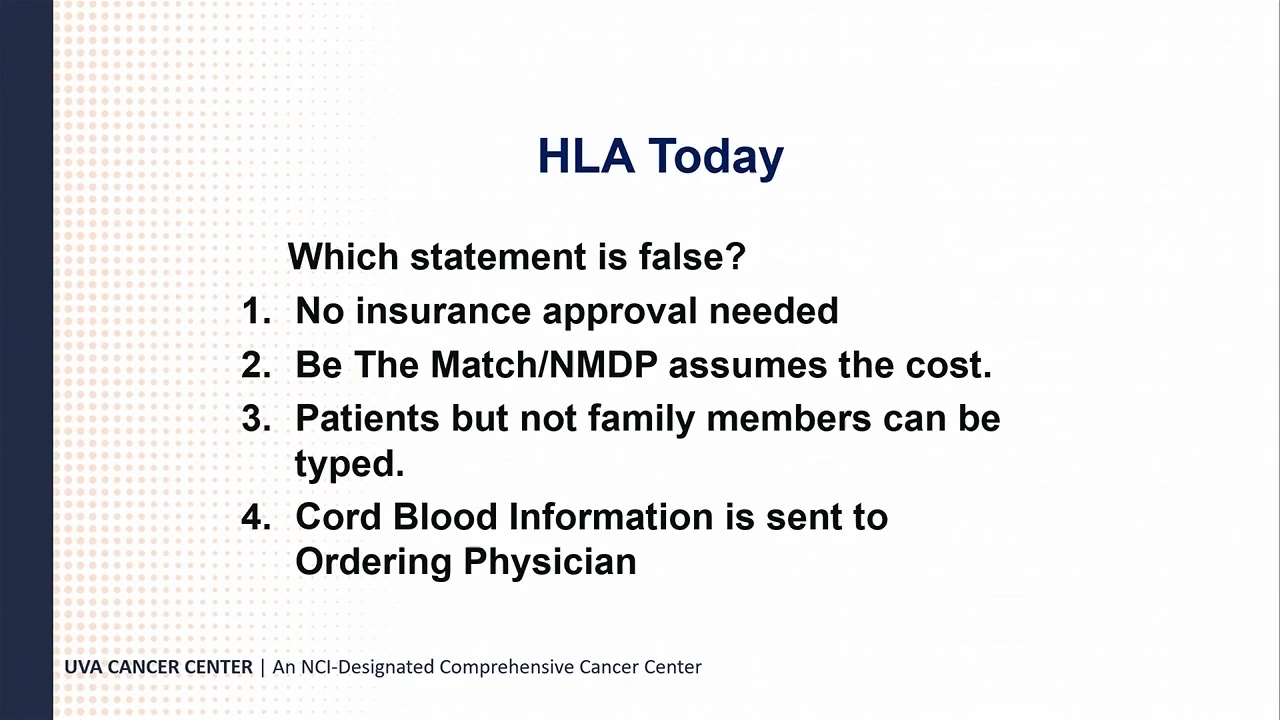 HLA Today
Which statement is false?
1. No insurance approval needed
2. Be The Match/NMDP assumes the cost.
3. Patients but not family members can be
typed.
4. Cord Blood Information is sent to
Ordering Physician
UVA CANCER CENTER | An NCI-Designated Comprehensive Cancer Center